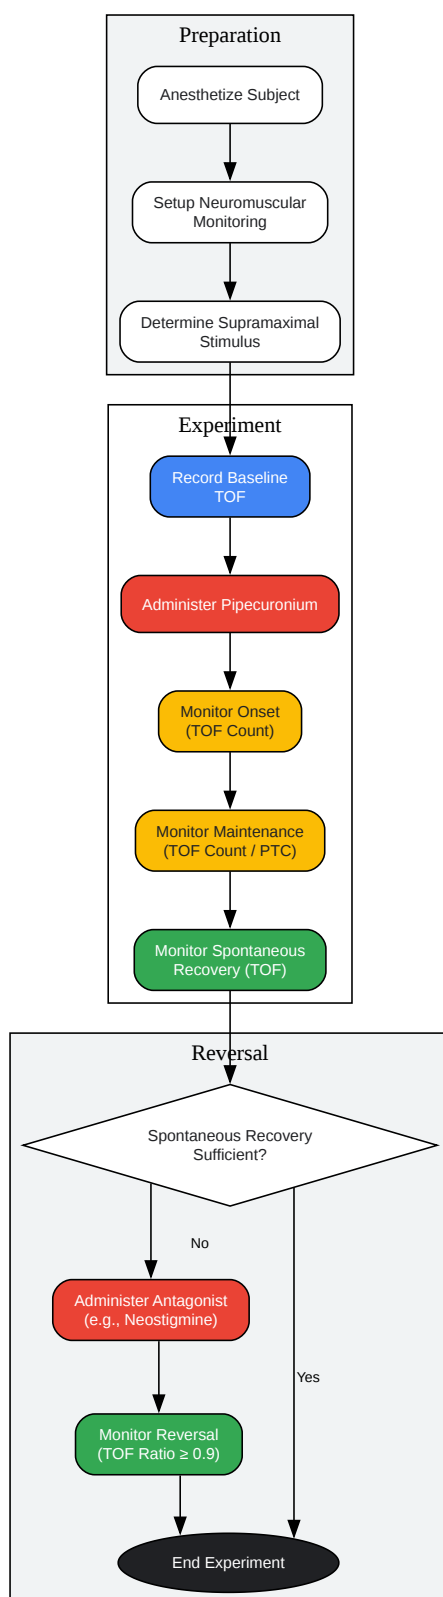 Preparation
Anesthetize Subject
Setup Neuromuscular
Monitoring
Determine Supramaximal
Stimulus
Experiment
Record Baseline
TOF
Administer Pipecuronium
Monitor Onset
(TOF Count)
Monitor Maintenance
(TOF Count / PTC)
Monitor Spontaneous
Recovery (TOF)
Reversal
Spontaneous Recovery
Sufficient?
No
Administer Antagonist
(e.g., Neostigmine)
Yes
Monitor Reversal
(TOF Ratio ≥ 0.9)
End Experiment